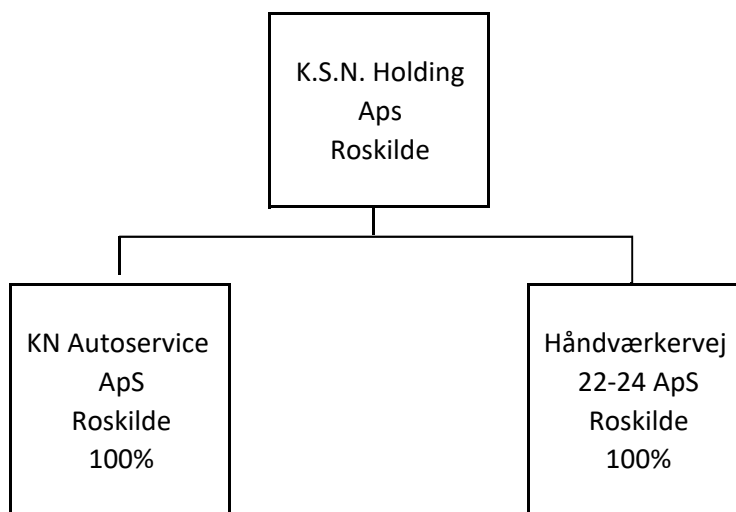 K.S.N. Holding
Aps
Roskilde
KN Autoservice
ApS
Roskilde
100%
Håndværkervej
22-24 ApS
Roskilde
100%